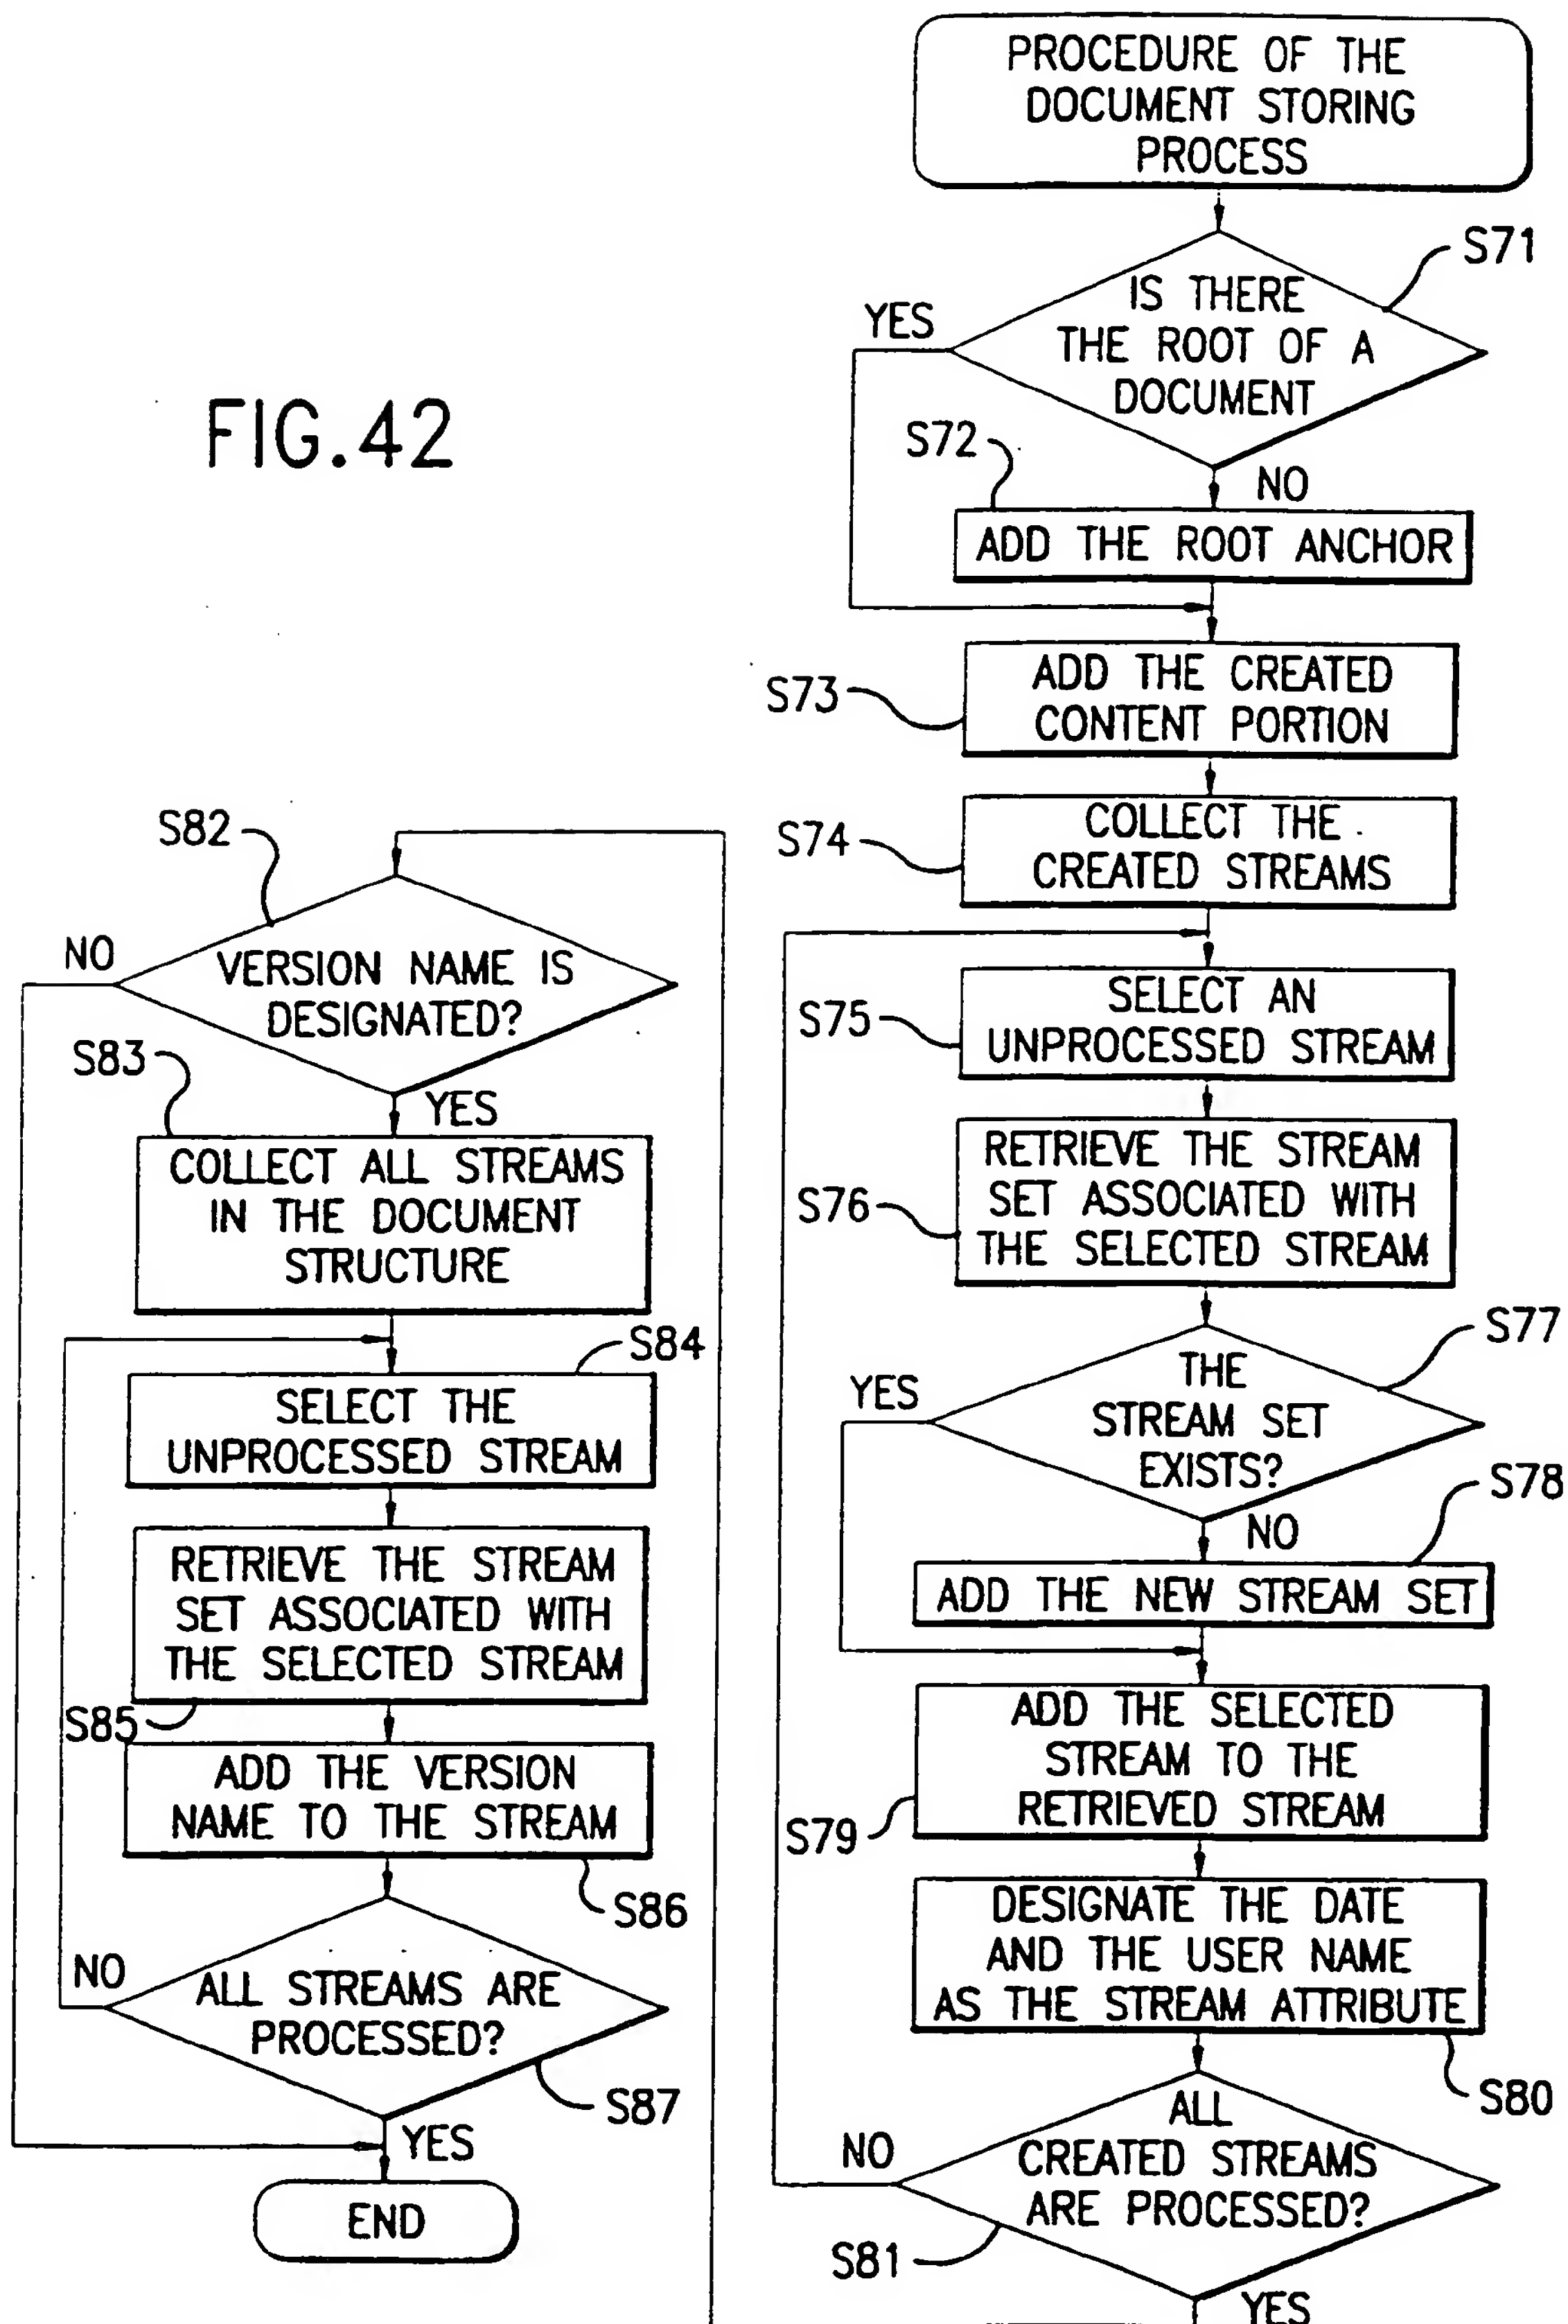 FIG.42
PROCEDURE OF THE
DOCUMENT STORING
PROCESS
S71
IS THERE
THE ROOT OF A
DOCUMENT
YES
NO
S72
ADD THE ROOT ANCHOR
S73
ADD THE CREATED
CONTENT PORTION
S74
COLLECT THE
CREATED STREAMS
S75
SELECT AN
UNPROCESSED STREAM
S76
RETRIEVE THE STREAM
SET ASSOCIATED WITH
THE SELECTED STREAM
S77
THE
STREAM SET
EXISTS?
YES
NO
S78
ADD THE NEW STREAM SET
S79
ADD THE SELECTED
STREAM TO THE
RETRIEVED STREAM
DESIGNATE THE DATE
AND THE USER NAME
AS THE STREAM ATTRIBUTE
S80
ALL
CREATED STREAMS
ARE PROCESSED?
NO
S81
YES
S82
VERSION NAME IS
DESIGNATED?
NO
YES
S83
COLLECT ALL STREAMS
IN THE DOCUMENT
STRUCTURE
S84
SELECT THE
UNPROCESSED STREAM
RETRIEVE THE STREAM
SET ASSOCIATED WITH
THE SELECTED STREAM
S85
ADD THE VERSION
NAME TO THE STREAM
S86
ALL STREAMS ARE
PROCESSED?
NO
S87
YES
END